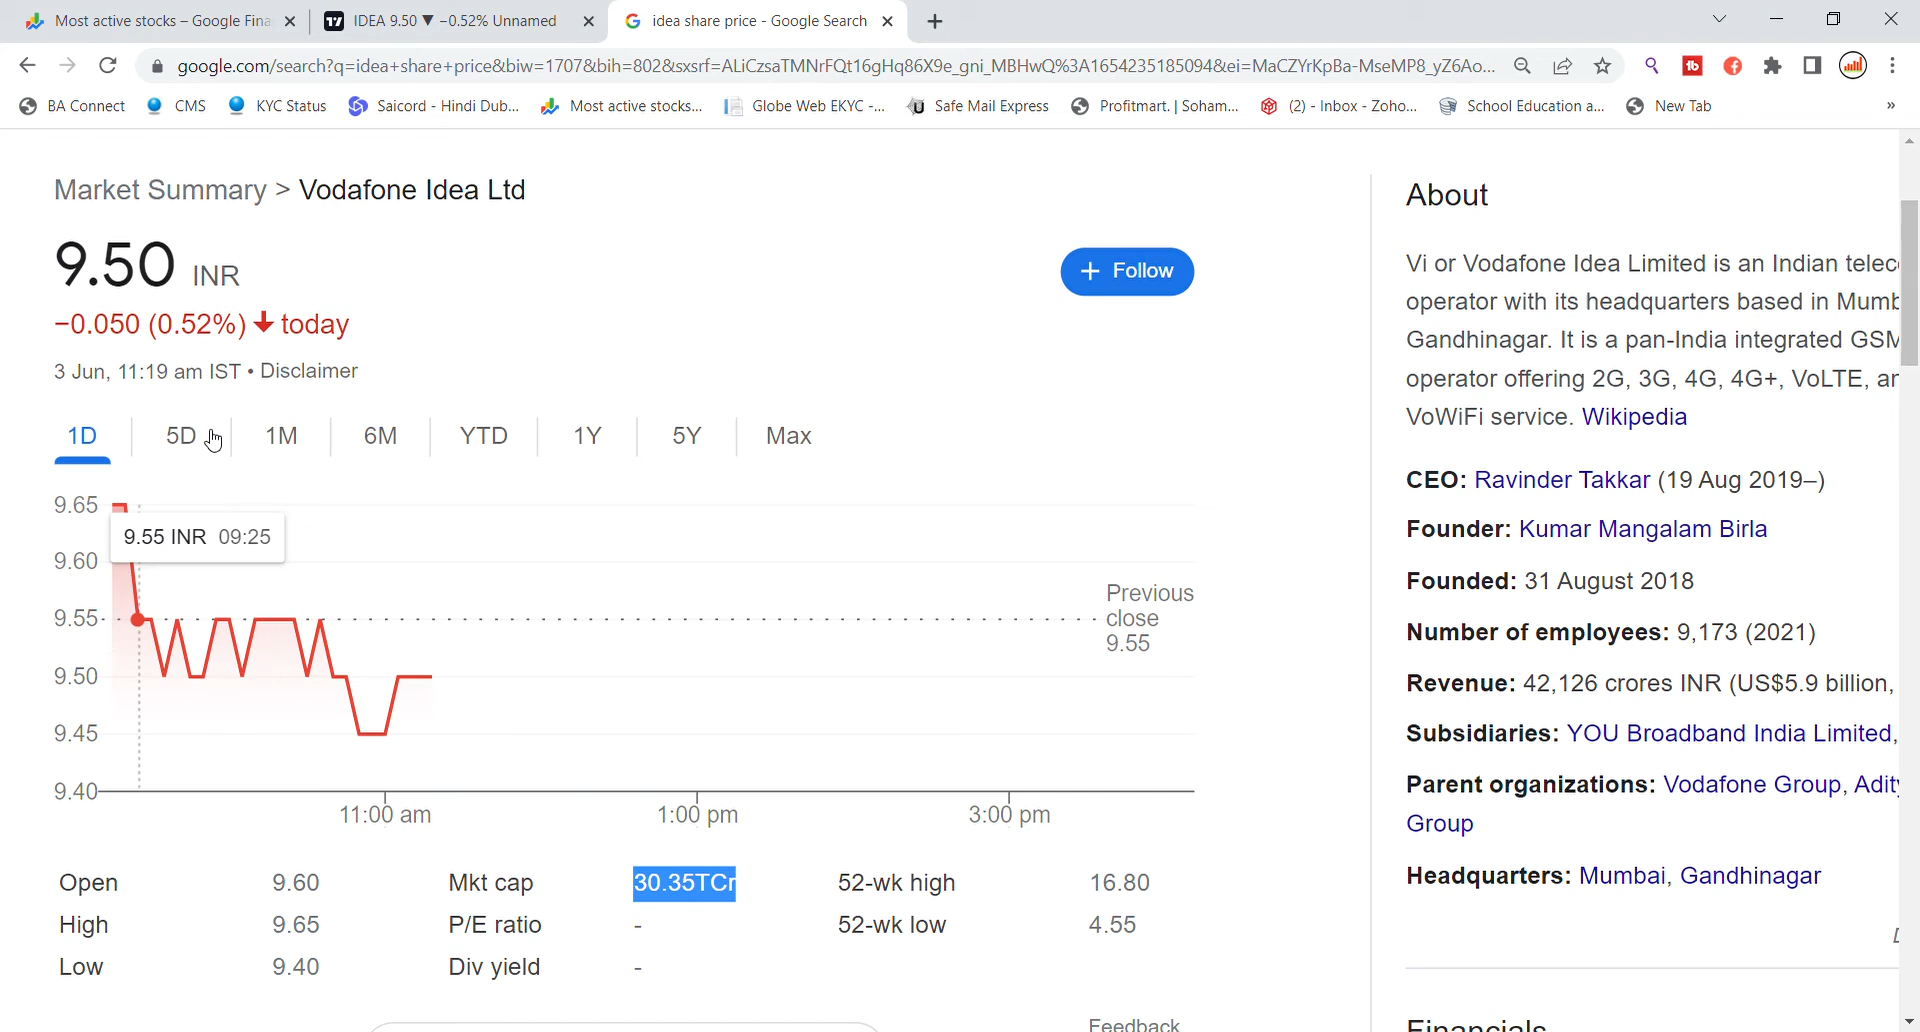 Most active stocks – Google Fina
IDEA 9.50 ▼ −0.52% Unnamed
idea share price - Google Search
google.com/search?q=idea+share+price&biw=1707&bih=802&sxsrf=ALiCzsaTMNrFQt16gHq86X9e_gni_MBHwQ%3A1654235185094&ei=MaCZYrKpBa-MseMP8_yZ6Ao...
BA Connect
CMS
KYC Status
Saicord - Hindi Dub...
Most active stocks...
Globe Web EKYC -...
Safe Mail Express
Profitmart. | Soham...
(2) - Inbox - Zoho...
School Education a...
New Tab
»
Market Summary > Vodafone Idea Ltd
9.50 INR
+ Follow
−0.050 (0.52%) today
3 Jun, 11:19 am IST • Disclaimer
1D 5D 1M 6M YTD 1Y 5Y Max
9.65
9.55 INR 09:25
9.60
9.55
9.50
9.45
9.40
Previous
close
9.55
11:00 am 1:00 pm 3:00 pm
Open 9.60 Mkt cap 30.35TCr 52-wk high 16.80
High 9.65 P/E ratio - 52-wk low 4.55
Low 9.40 Div yield -
Feedback
About
Vi or Vodafone Idea Limited is an Indian telec
operator with its headquarters based in Mumb
Gandhinagar. It is a pan-India integrated GSM
operator offering 2G, 3G, 4G, 4G+, VoLTE, an
VoWiFi service. Wikipedia
CEO: Ravinder Takkar (19 Aug 2019–)
Founder: Kumar Mangalam Birla
Founded: 31 August 2018
Number of employees: 9,173 (2021)
Revenue: 42,126 crores INR (US$5.9 billion,
Subsidiaries: YOU Broadband India Limited,
Parent organizations: Vodafone Group, Adity
Group
Headquarters: Mumbai, Gandhinagar
Financials